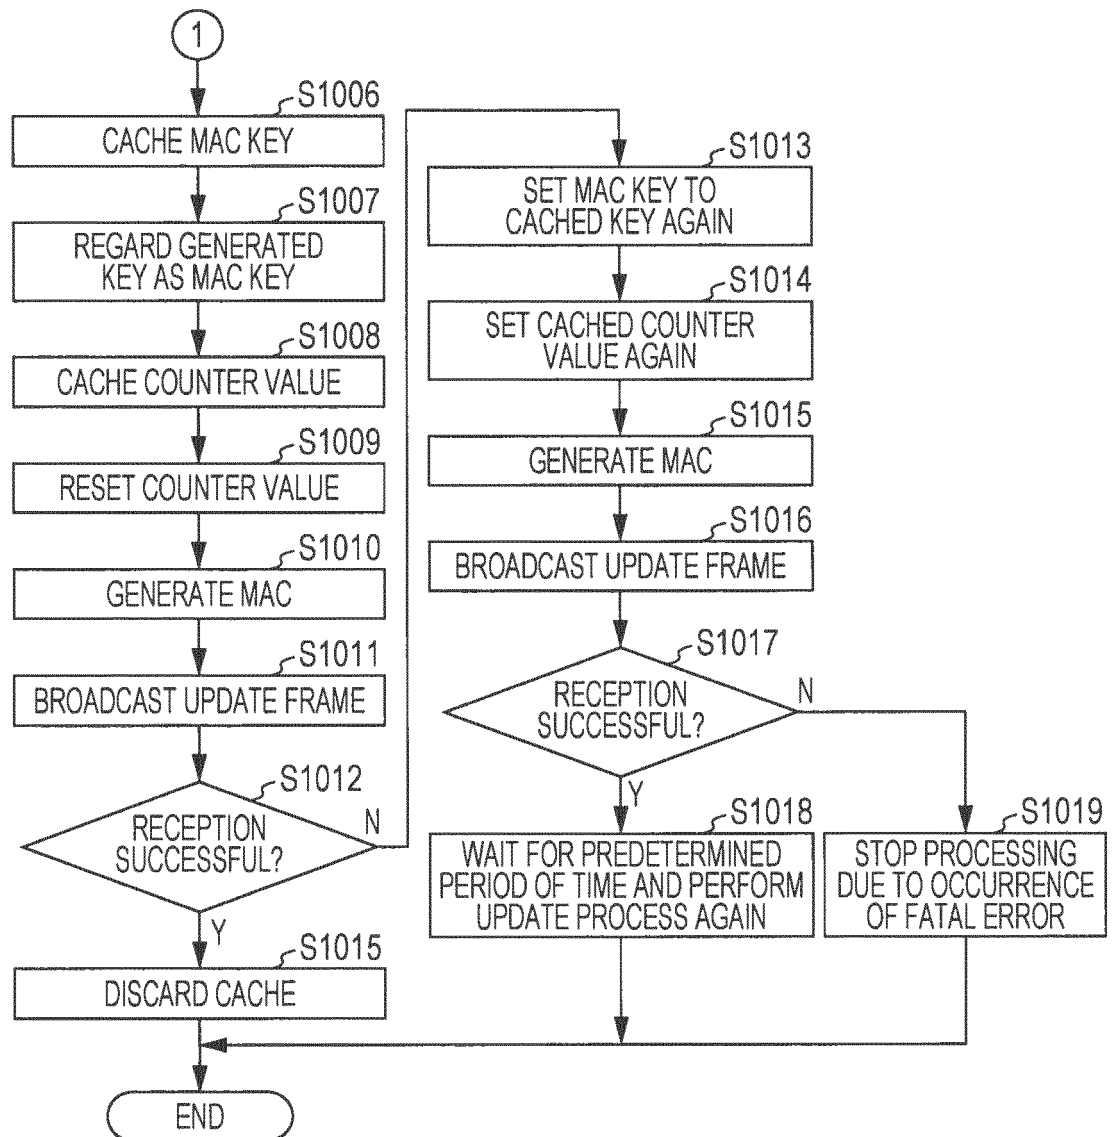 1
S1006
CACHE MAC KEY
S1007
REGARD GENERATED
KEY AS MAC KEY
S1008
CACHE COUNTER VALUE
S1009
RESET COUNTER VALUE
S1010
GENERATE MAC
S1011
BROADCAST UPDATE FRAME
S1012
RECEPTION
SUCCESSFUL?
N
Y
S1015
DISCARD CACHE
END
S1013
SET MAC KEY TO
CACHED KEY AGAIN
S1014
SET CACHED COUNTER
VALUE AGAIN
S1015
GENERATE MAC
S1016
BROADCAST UPDATE FRAME
S1017
RECEPTION
SUCCESSFUL?
N
Y
S1018
WAIT FOR PREDETERMINED
PERIOD OF TIME AND PERFORM
UPDATE PROCESS AGAIN
S1019
STOP PROCESSING
DUE TO OCCURRENCE
OF FATAL ERROR